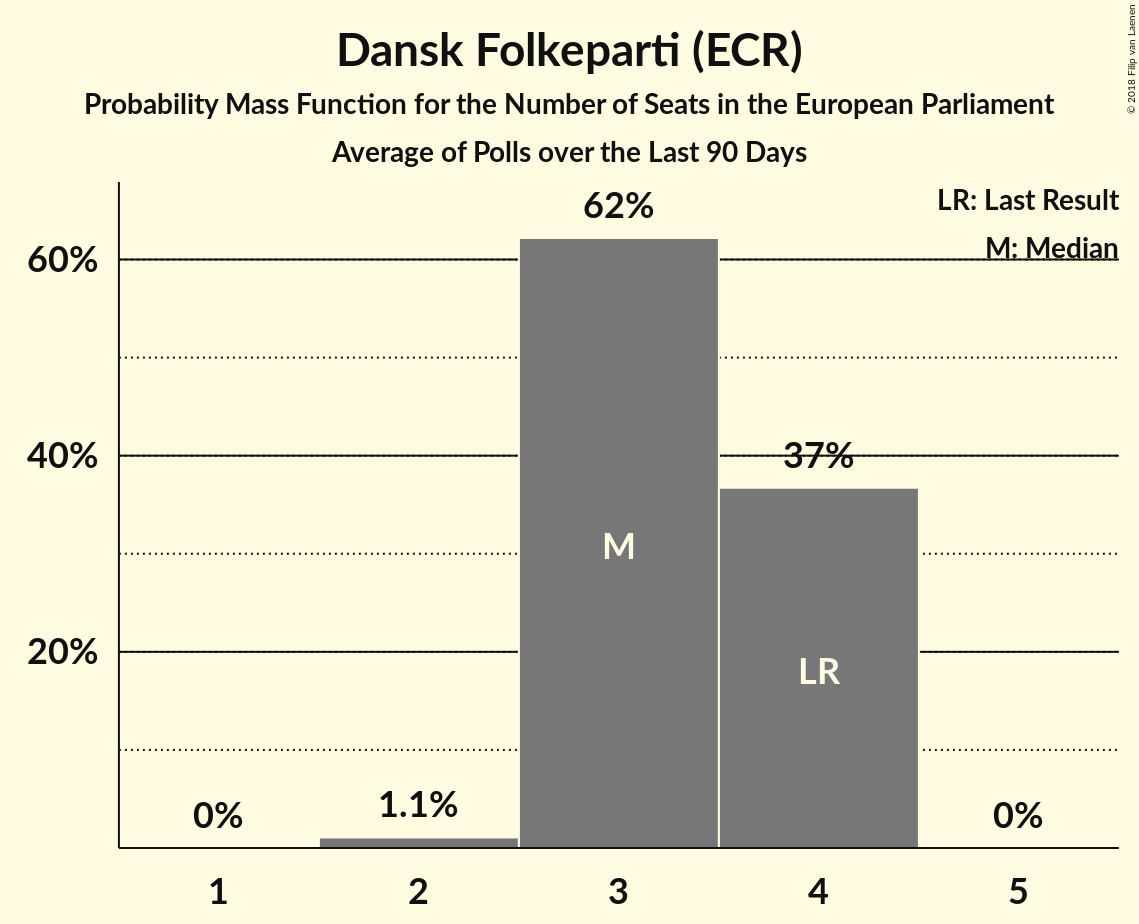 Dansk Folkeparti (ECR)
Probability Mass Function for the Number of Seats in the European Parliament
Average of Polls over the Last 90 Days
© 2018 Filip van Laenen
LR: Last Result
M: Median
62%
60%
40%
37%
M
20%
LR
0%
1.1%
0%
1
2
3
4
5